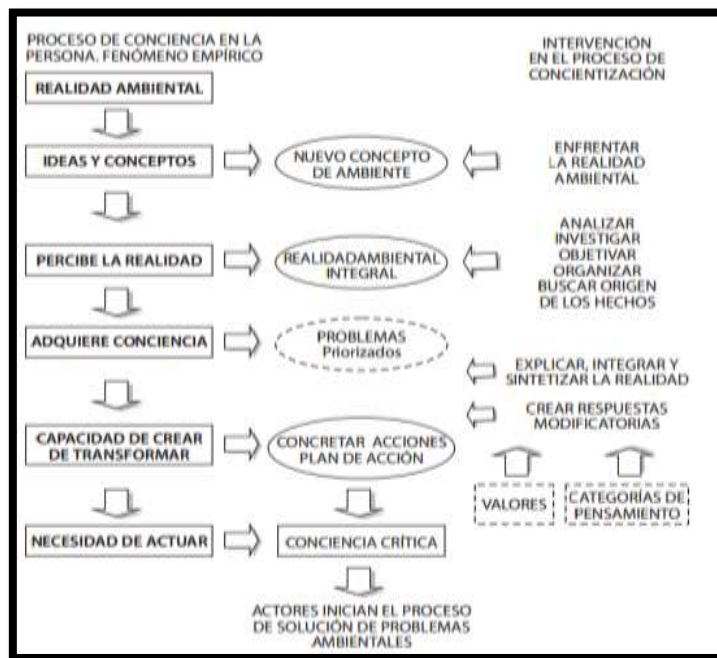 PROCESO DE CONCIENCIA EN LA
PERSONA. FENÓMENO EMPÍRICO
INTERVENCIÓN
EN EL PROCESO DE
CONCIENTIZACIÓN
REALIDAD AMBIENTAL
IDEAS Y CONCEPTOS
NUEVO CONCEPTO
DE AMBIENTE
ENFRENTAR
LA REALIDAD
AMBIENTAL
PERCIBE LA REALIDAD
REALIDADAMBIENTAL
INTEGRAL
ANALIZAR
INVESTIGAR
OBJETIVAR
ORGANIZAR
BUSCAR ORIGEN
DE LOS HECHOS
ADQUIERE CONCIENCIA
PROBLEMAS
Priorizados
EXPLICAR, INTEGRAR Y
SINTETIZAR LA REALIDAD
CREAR RESPUESTAS
MODIFICATORIAS
CAPACIDAD DE CREAR
DE TRANSFORMAR
CONCRETAR ACCIONES
PLAN DE ACCIÓN
VALORES
CATEGORÍAS DE
PENSAMIENTO
NECESIDAD DE ACTUAR
CONCIENCIA CRÍTICA
ACTORES INICIAN EL PROCESO
DE SOLUCIÓN DE PROBLEMAS
AMBIENTALES